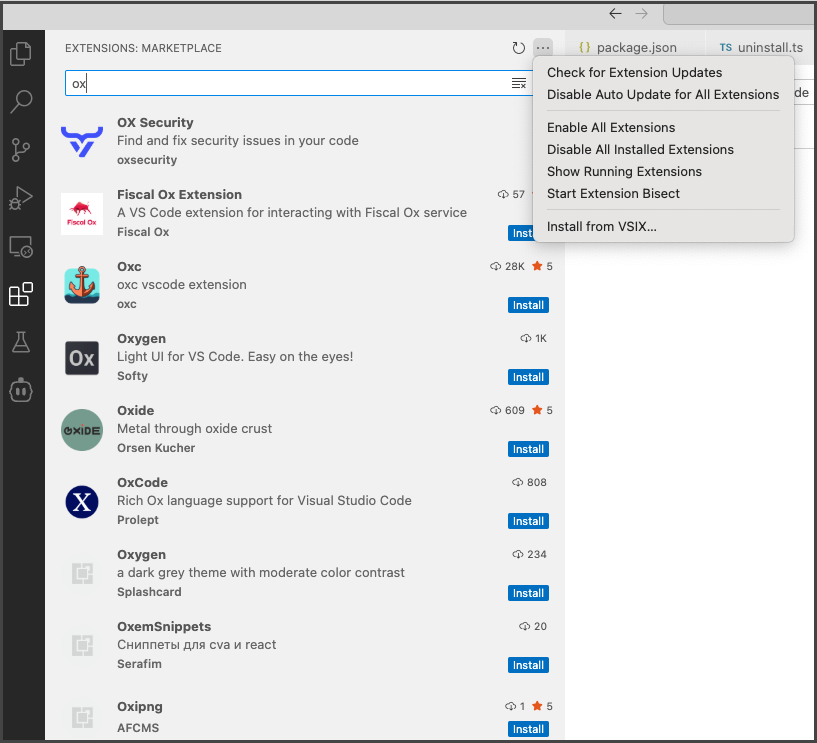 EXTENSIONS: MARKETPLACE
{} package.json
TS uninstall.ts
ox
Check for Extension Updates
Disable Auto Update for All Extensions
Enable All Extensions
Disable All Installed Extensions
Show Running Extensions
Start Extension Bisect
Install from VSIX...
de
OX Security
Find and fix security issues in your code
oxsecurity
Fiscal Ox
Fiscal Ox Extension
57
A VS Code extension for interacting with Fiscal Ox service
Fiscal Ox
Inst
Oxc
28K 5
oxc vscode extension
oxc
Install
Ox
Oxygen
1K
Light UI for VS Code. Easy on the eyes!
Softy
Install
OXIDE
Oxide
609 5
Metal through oxide crust
Orsen Kucher
Install
X
OxCode
808
Rich Ox language support for Visual Studio Code
Prolept
Install
Oxygen
234
a dark grey theme with moderate color contrast
Splashcard
Install
OxemSnippets
20
Сниппеты для cva и react
Serafim
Install
Oxipng
1 5
AFCMS
Install